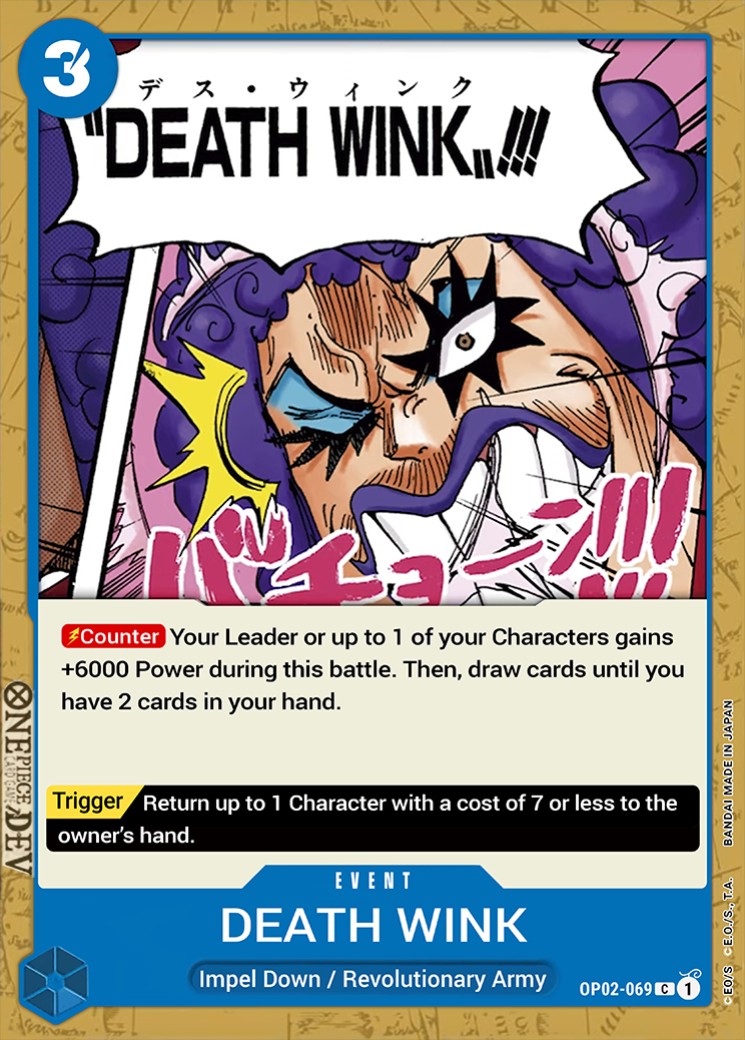 3
デス・ウィンク
"DEATH WINK"!!!
バチョーン!!!
Counter Your Leader or up to 1 of your Characters gains
+6000 Power during this battle. Then, draw cards until you
have 2 cards in your hand.
Trigger Return up to 1 Character with a cost of 7 or less to the
owner's hand.
EVENT
DEATH WINK
Impel Down / Revolutionary Army
OP02-069 C 1
ONE PIECE
CARD GAME
.DEV
©EO/S ©E.O./S., T.A. BANDAI MADE IN JAPAN